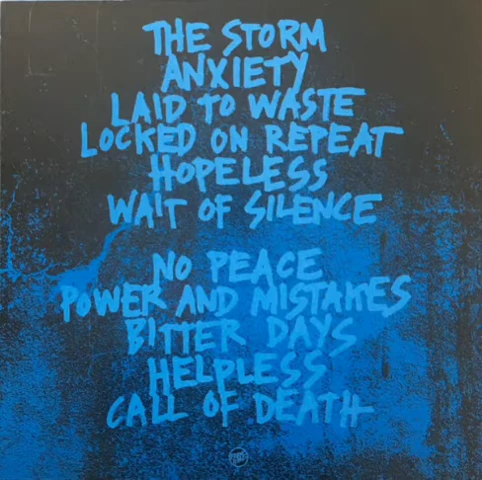 THE STORM
ANXIETY
LAID TO WASTE
LOCKED ON REPEAT
HOPELESS
WAIT OF SILENCE
NO PEACE
POWER AND MISTAKES
BITTER DAYS
HELPLESS
CALL OF DEATH